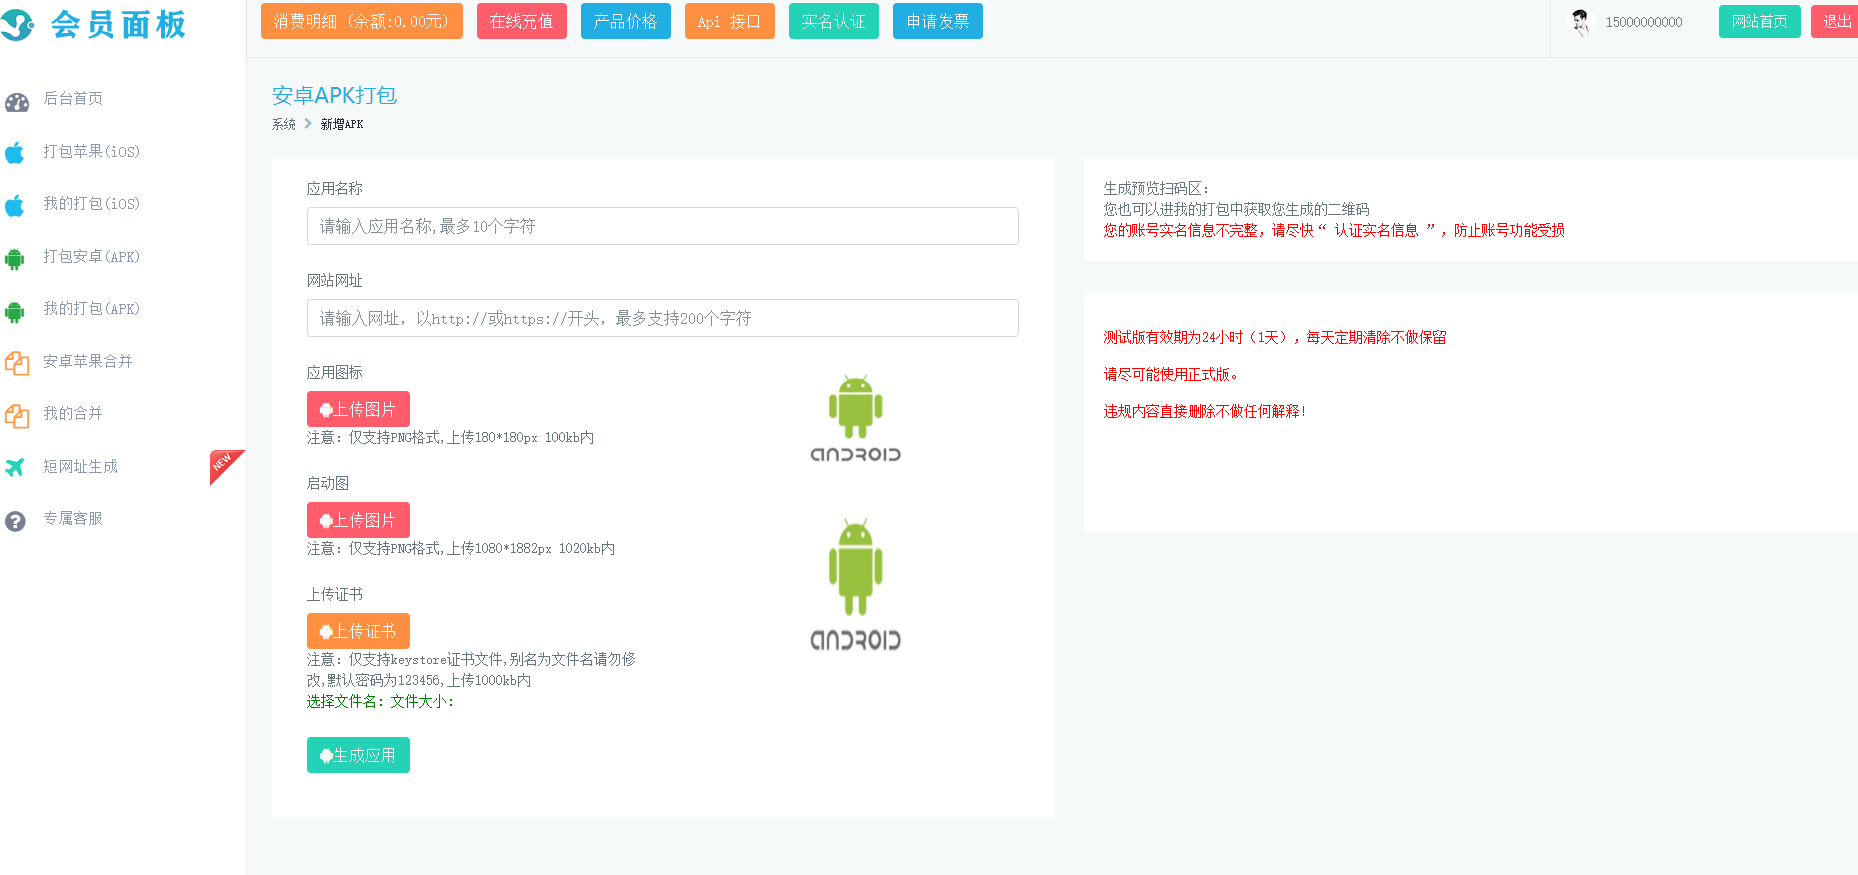 会员面板
消费明细 (余额:0.00元)
在线充值
产品价格
Api 接口
实名认证
申请发票
15000000000
网站首页
退出
后台首页
打包苹果(iOS)
我的打包(iOS)
打包安卓(APK)
我的打包(APK)
安卓苹果合并
我的合并
短网址生成
NEW
专属客服
安卓APK打包
系统 新增APK
应用名称
请输入应用名称,最多10个字符
网站网址
请输入网址，以http://或https://开头，最多支持200个字符
应用图标
上传图片
注意：仅支持PNG格式,上传180*180px 100kb内
ANDROID
启动图
上传图片
注意：仅支持PNG格式,上传1080*1882px 1020kb内
ANDROID
上传证书
上传证书
注意：仅支持keystore证书文件,别名为文件名请勿修
改,默认密码为123456,上传1000kb内
选择文件名: 文件大小:
生成应用
生成预览扫码区：
您也可以进我的打包中获取您生成的二维码
您的账号实名信息不完整，请尽快“ 认证实名信息 ”，防止账号功能受损
测试版有效期为24小时（1天），每天定期清除不做保留
请尽可能使用正式版。
违规内容直接删除不做任何解释!